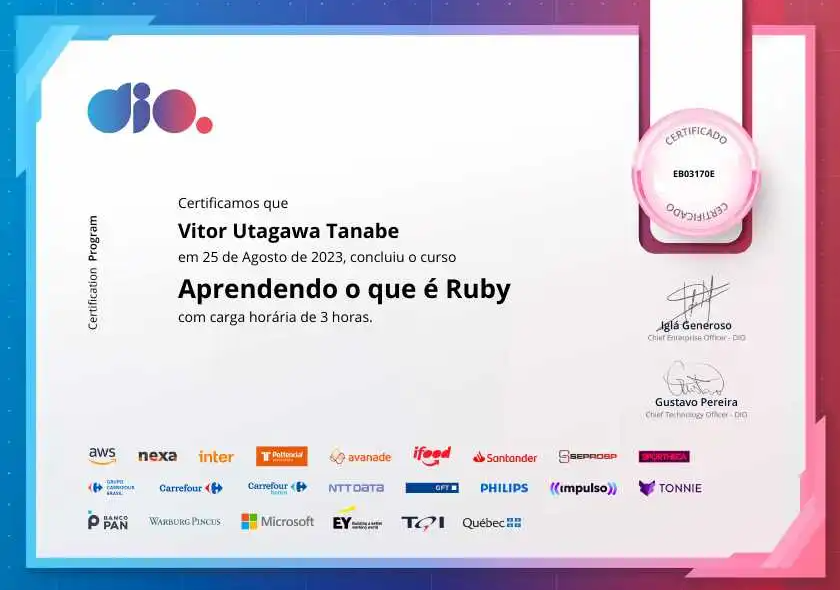 dio.
CERTIFICADO
EB03170E
CERTIFICADO
Certification Program
Certificamos que
Vitor Utagawa Tanabe
em 25 de Agosto de 2023, concluiu o curso
Aprendendo o que é Ruby
com carga horária de 3 horas.
Iglá Generoso
Chief Enterprise Officer - DIO
Gustavo Pereira
Chief Technology Officer - DIO
aws nexa inter Pottencial avanade ifood Santander SEPROSP SPORTHECA
GRUPO CARREFOUR BRASIL Carrefour Carrefour NTT DATA GFT PHILIPS impulso TONNIE
BANCO PAN WARBURG PINCUS Microsoft EY Building a better working world TQI Québec